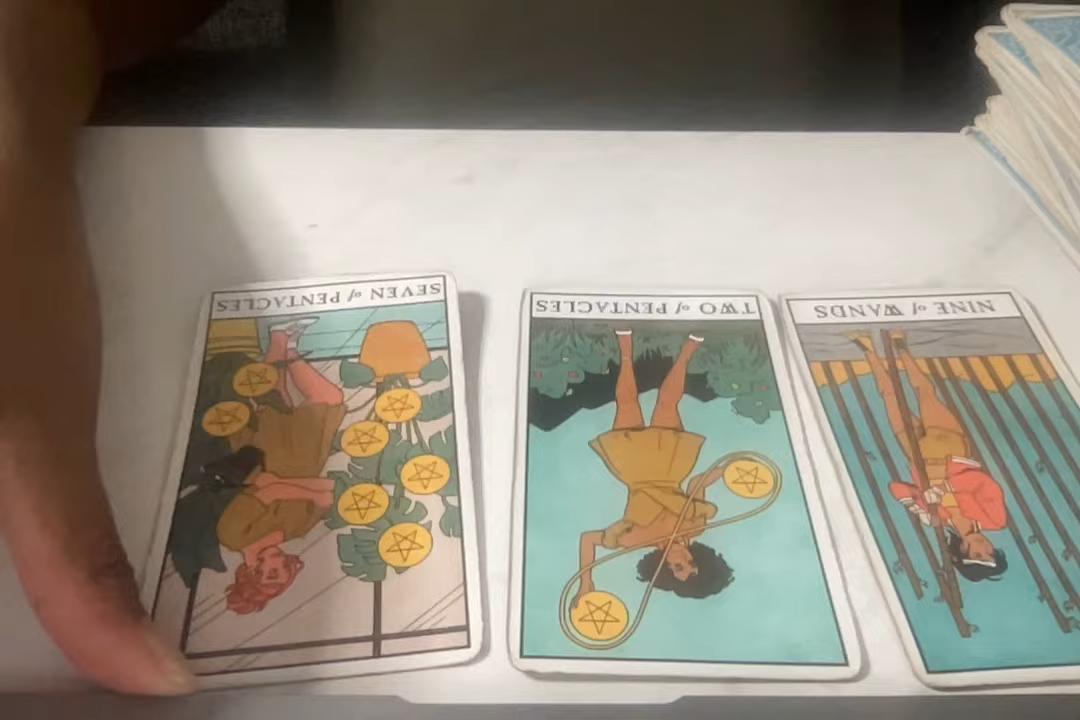 SEVEN of PENTACLES
TWO of PENTACLES
NINE of WANDS